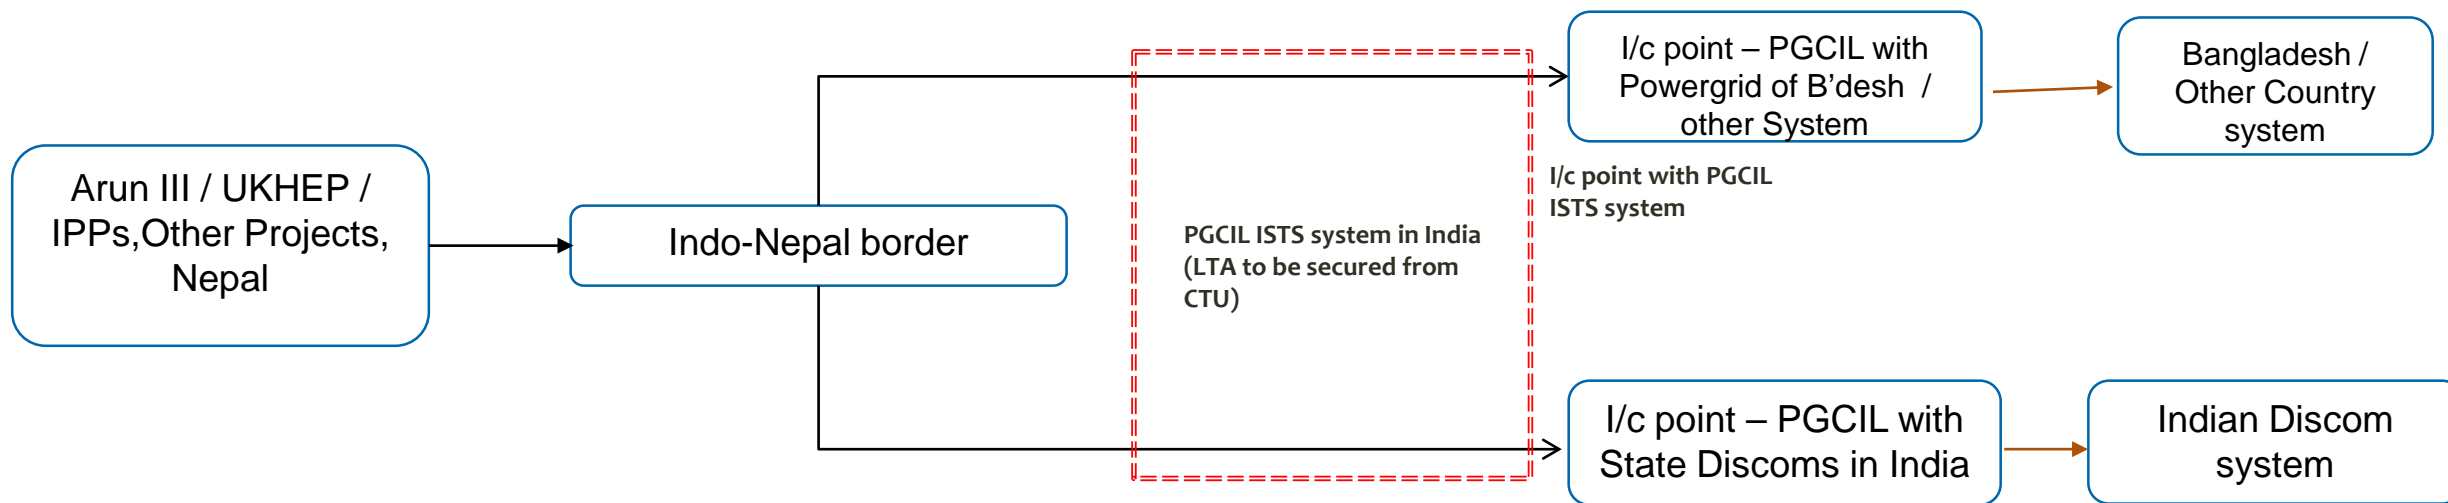 Arun III / UKHEP /
IPPs,Other Projects,
Nepal
Indo-Nepal border
PGCIL ISTS system in India
(LTA to be secured from
CTU)
I/c point – PGCIL with
Powergrid of B’desh  /
other System
Bangladesh /
Other Country
system
I/c point with PGCIL
ISTS system
I/c point – PGCIL with
State Discoms in India
Indian Discom
system